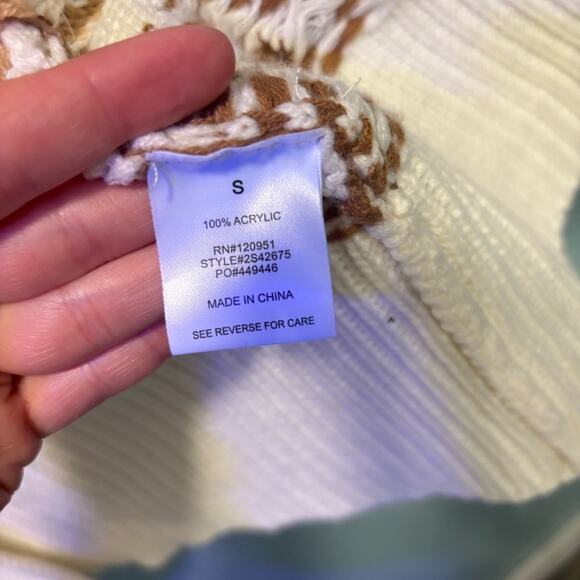 S
100% ACRYLIC
RN#120951
STYLE#2S42675
PO#449446
MADE IN CHINA
SEE REVERSE FOR CARE